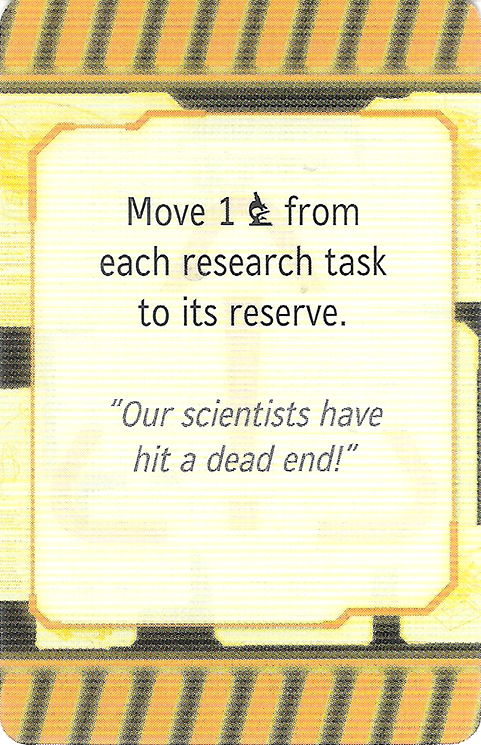 Move 1 from
each research task
to its reserve.
“Our scientists have
hit a dead end!”